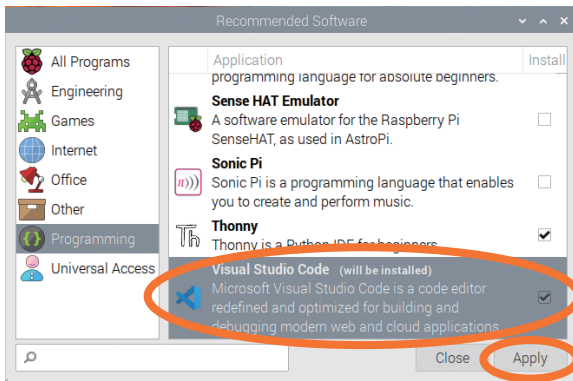 Recommended Software
All Programs
Engineering
Games
Internet
Office
Other
Programming
Universal Access
Application
Install
programming language for absolute beginners.
Sense HAT Emulator
A software emulator for the Raspberry Pi
SenseHAT, as used in AstroPi.
Sonic Pi
Sonic Pi is a programming language that enables
you to create and perform music.
Thonny
Thonny is a Python IDE for beginners
Visual Studio Code (will be installed)
Microsoft Visual Studio Code is a code editor
redefined and optimized for building and
debugging modern web and cloud applications
π)))
Th
Close
Apply